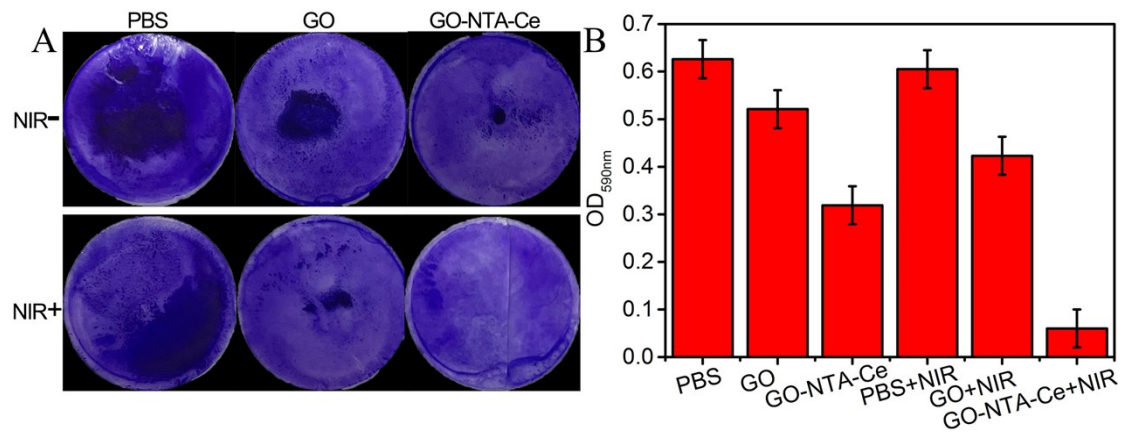 A
PBS
GO
GO-NTA-Ce
NIR-
NIR+
B
OD590nm
0.7
0.6
0.5
0.4
0.3
0.2
0.1
0.0
PBS
GO
GO-NTA-Ce
PBS+NIR
GO+NIR
GO-NTA-Ce+NIR